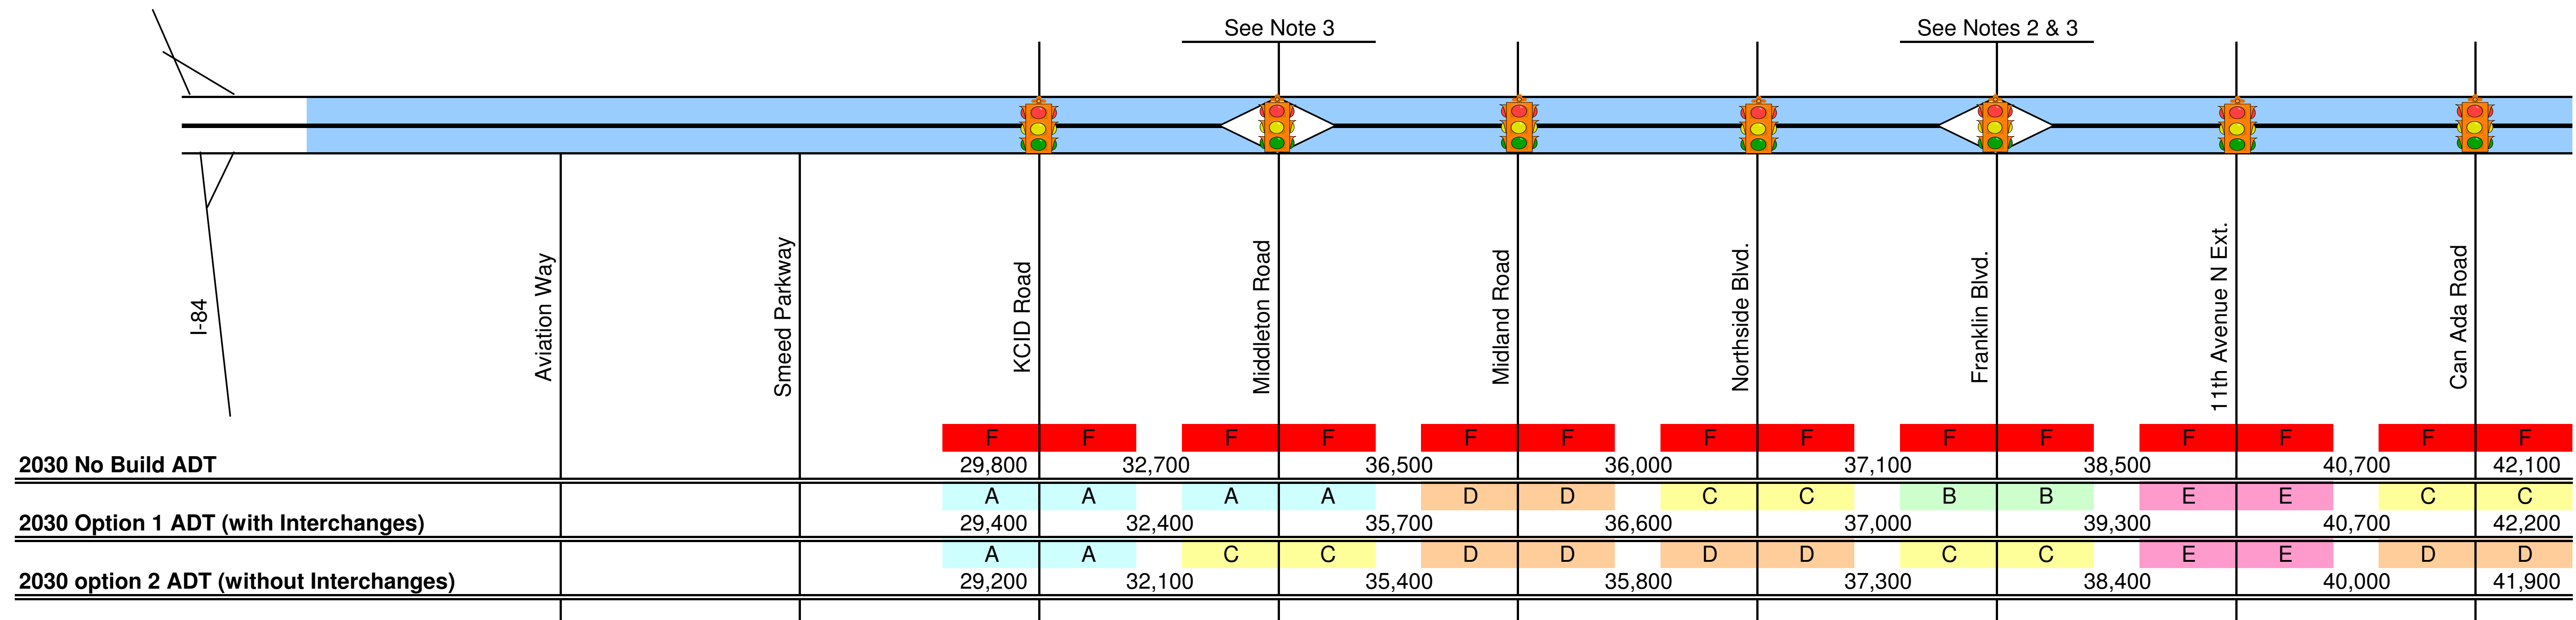 See Note 3
See Notes 2 & 3
I-84
Aviation Way
Smeed Parkway
KCID Road
Middleton Road
Midland Road
Northside Blvd.
Franklin Blvd.
11th Avenue N Ext.
Can Ada Road
F F F F F F F F F F F F F F
2030 No Build ADT 29,800 32,700 36,500 36,000 37,100 38,500 40,700 42,100
A A A A D D C C B B E E C C
2030 Option 1 ADT (with Interchanges) 29,400 32,400 35,700 36,600 37,000 39,300 40,700 42,200
A A C C D D D D C C E E D D
2030 option 2 ADT (without Interchanges) 29,200 32,100 35,400 35,800 37,300 38,400 40,000 41,900